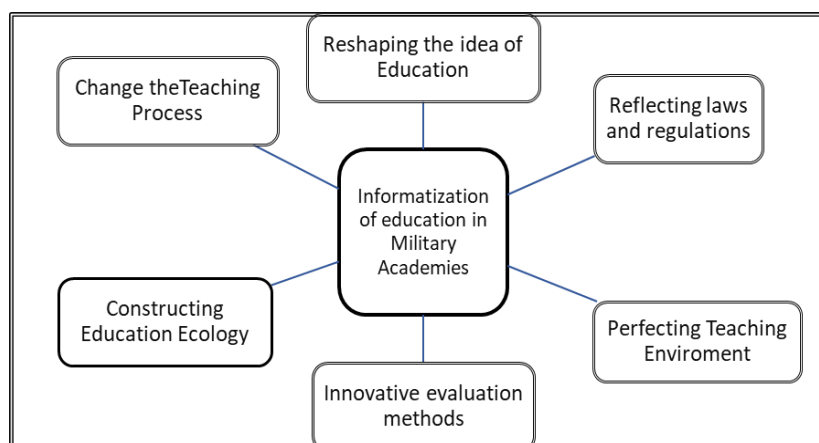 Reshaping the idea of
Education
Change theTeaching
Process
Reflecting laws
and regulations
Informatization
of education in
Military
Academies
Constructing
Education Ecology
Perfecting Teaching
Enviroment
Innovative evaluation
methods